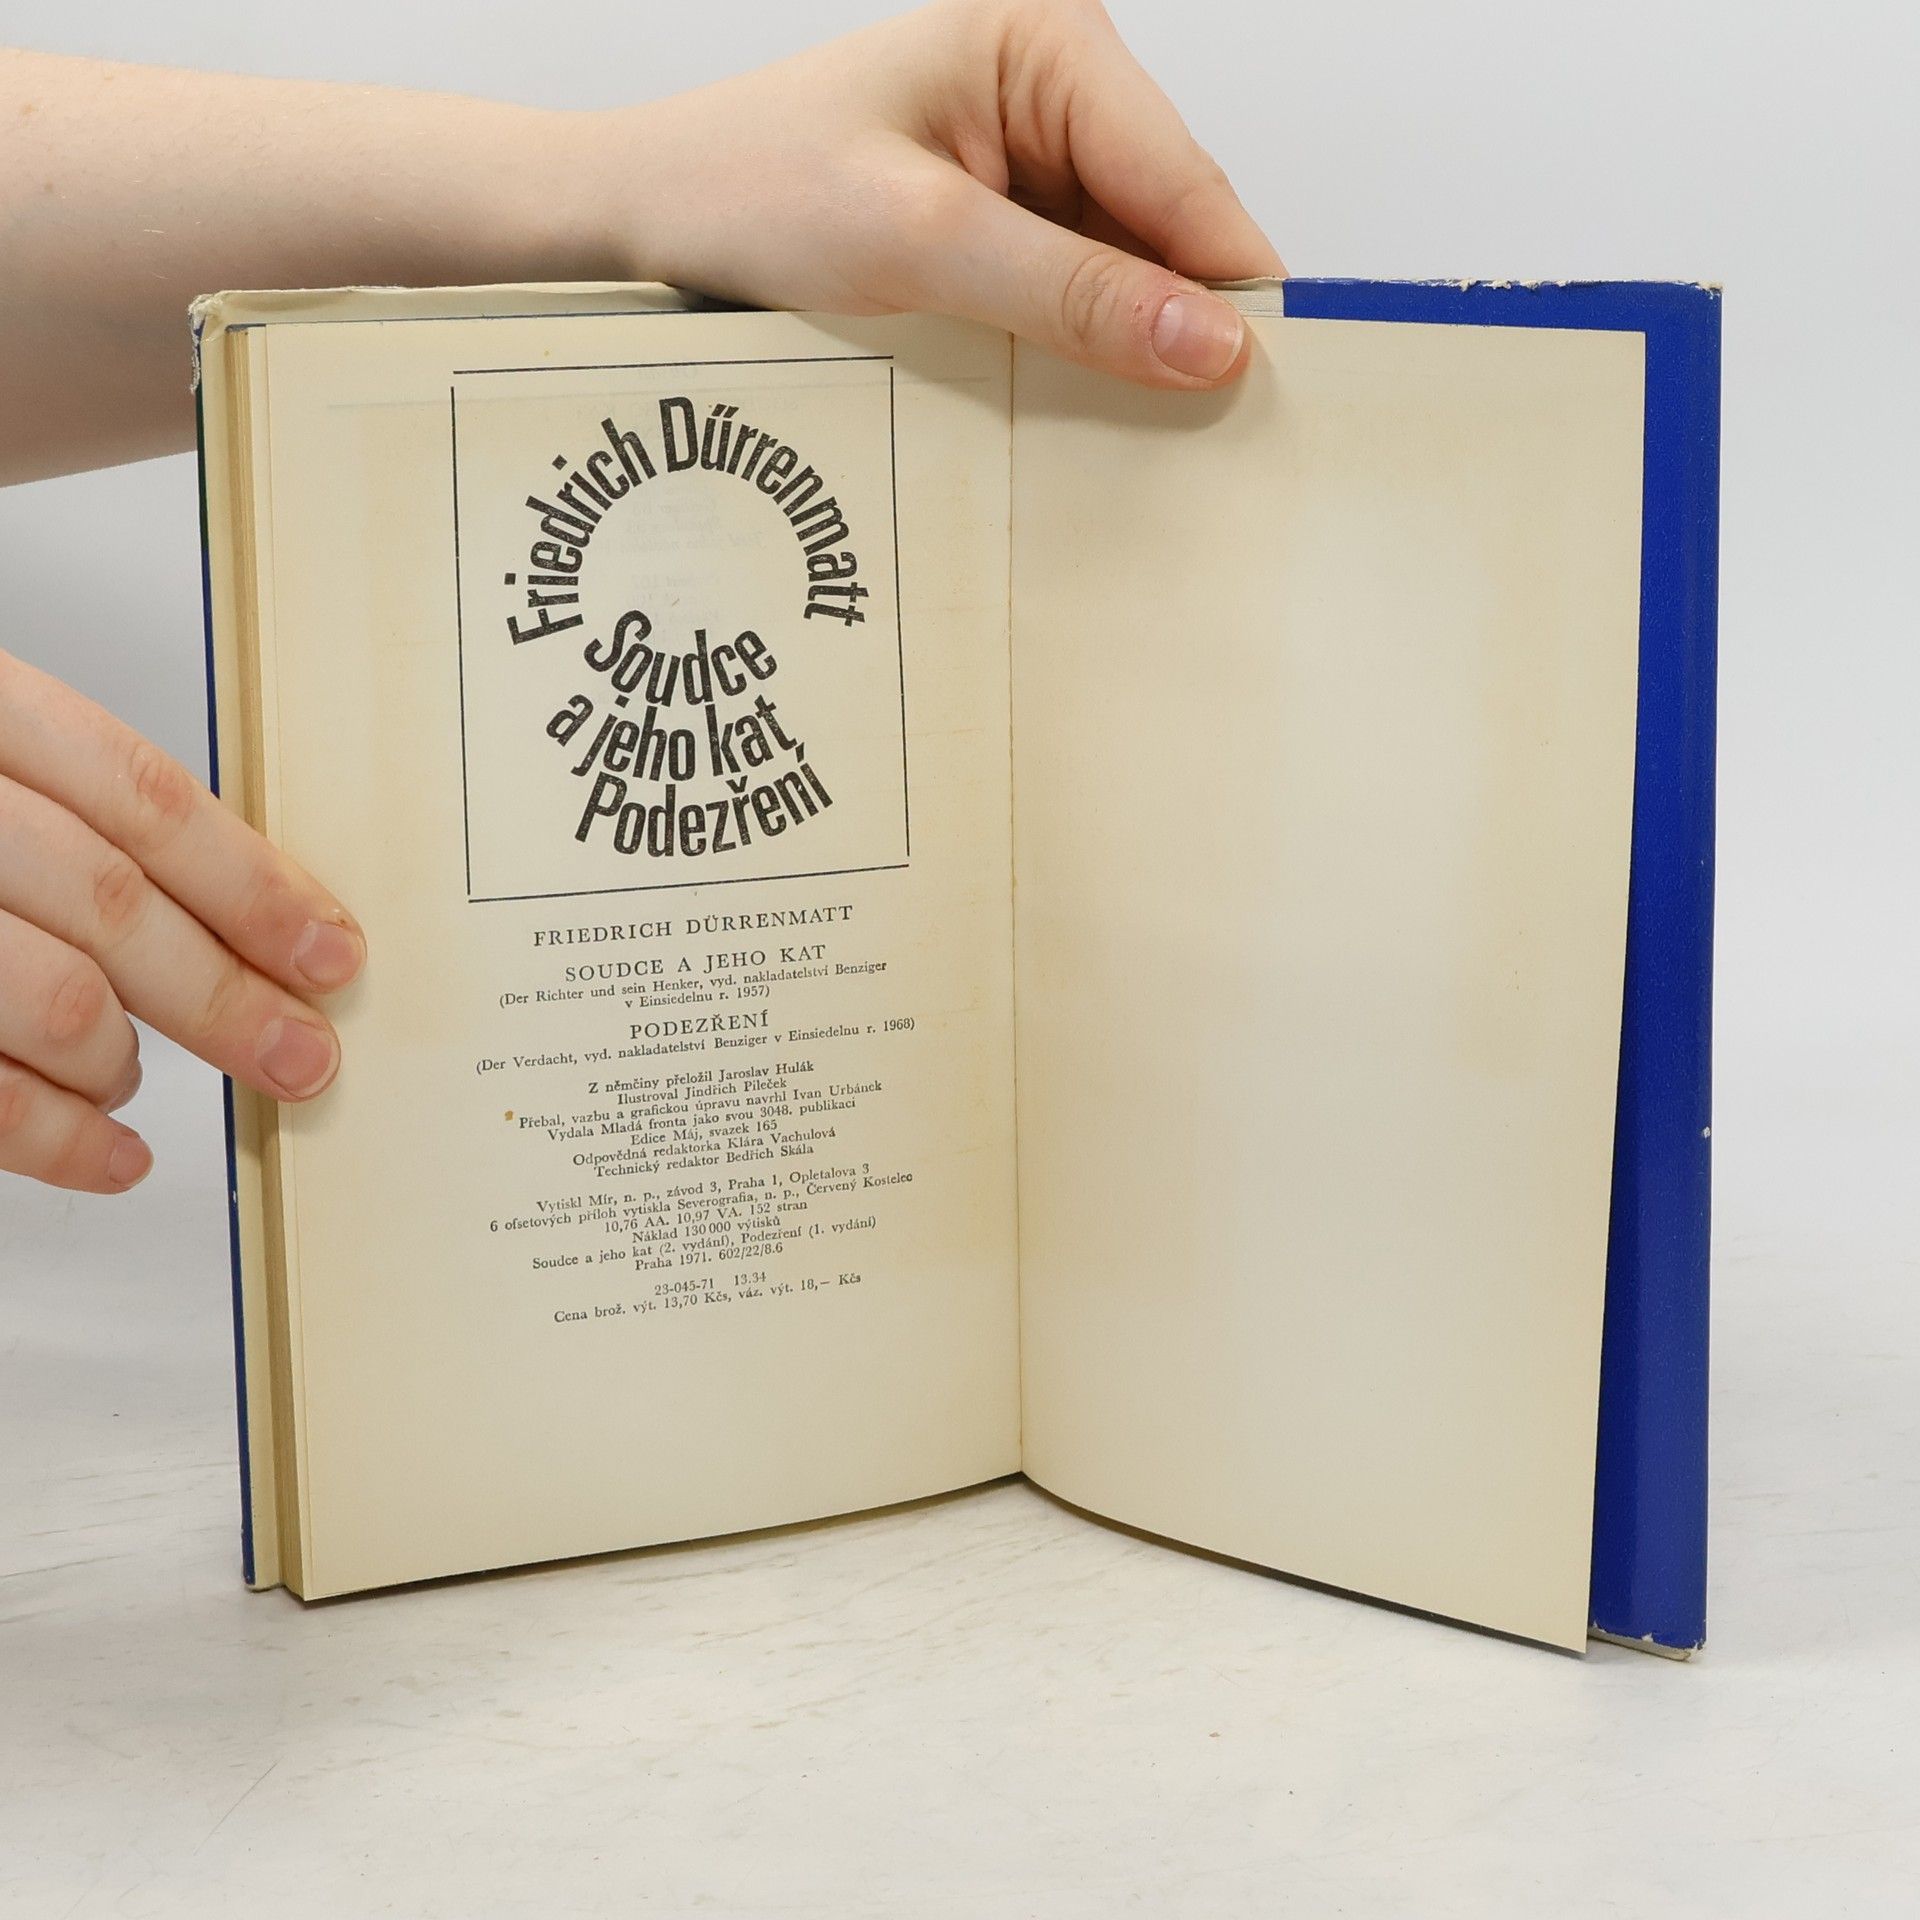 Friedrich Dűrrenmatt
Soudce
a jeho kat
Podezření
FRIEDRICH DÜRRENMATT
SOUDCE A JEHO KAT
(Der Richter und sein Henker, vyd. nakladatelství Benziger
v Einsiedelnu r. 1957)
PODEZŘENÍ
(Der Verdacht, vyd. nakladatelství Benziger v Einsiedelnu r. 1968)
Z němčiny přeložil Jaroslav Hulák
Ilustroval Jindřich Pileček
Přebal, vazbu a grafickou úpravu navrhl Ivan Urbánek
Vydala Mladá fronta jako svou 3048. publikaci
Edice Máj, svazek 165
Odpovědná redaktorka Klára Vachulová
Technický redaktor Bedřich Skála
Vytiskl Mír, n. p., závod 3, Praha 1, Opletalova 3
6 ofsetových příloh vytiskla Severografia, n. p., Červený Kostelec
10,76 AA. 10,97 VA. 152 stran
Náklad 130 000 výtisků
Soudce a jeho kat (2. vydání), Podezření (1. vydání)
Praha 1971. 602/22/8.6
23-045-71 13.34
Cena brož. výt. 13,70 Kčs, váz. výt. 18,— Kčs